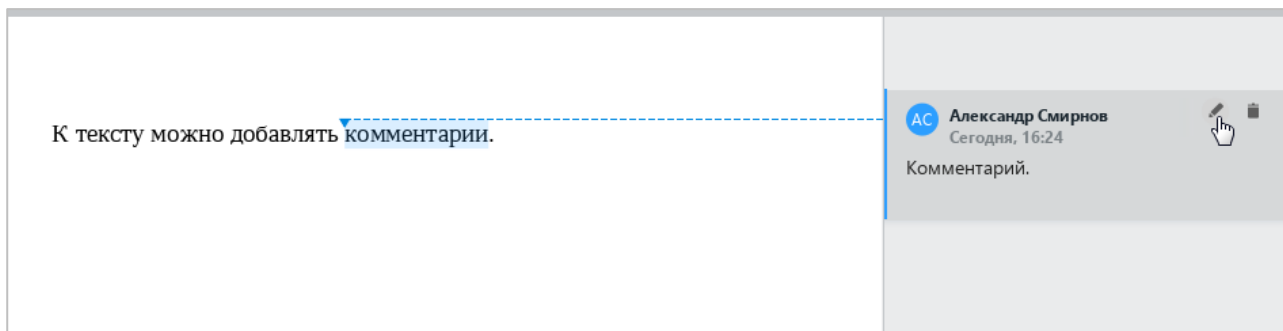 К тексту можно добавлять комментарии.
АС Александр Смирнов
Сегодня, 16:24
Комментарий.